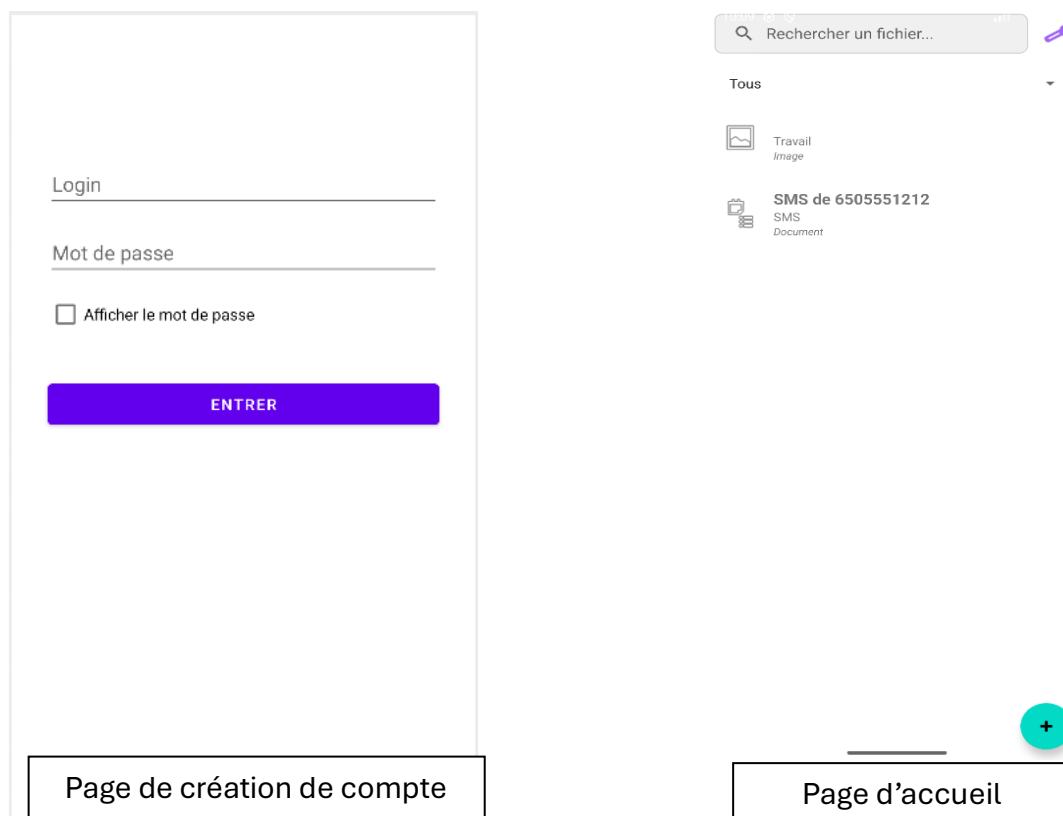 Login
Mot de passe
Afficher le mot de passe
ENTRER
Page de création de compte
Rechercher un fichier...
Tous
Travail
Image
SMS de 6505551212
SMS
Document
+
Page d’accueil